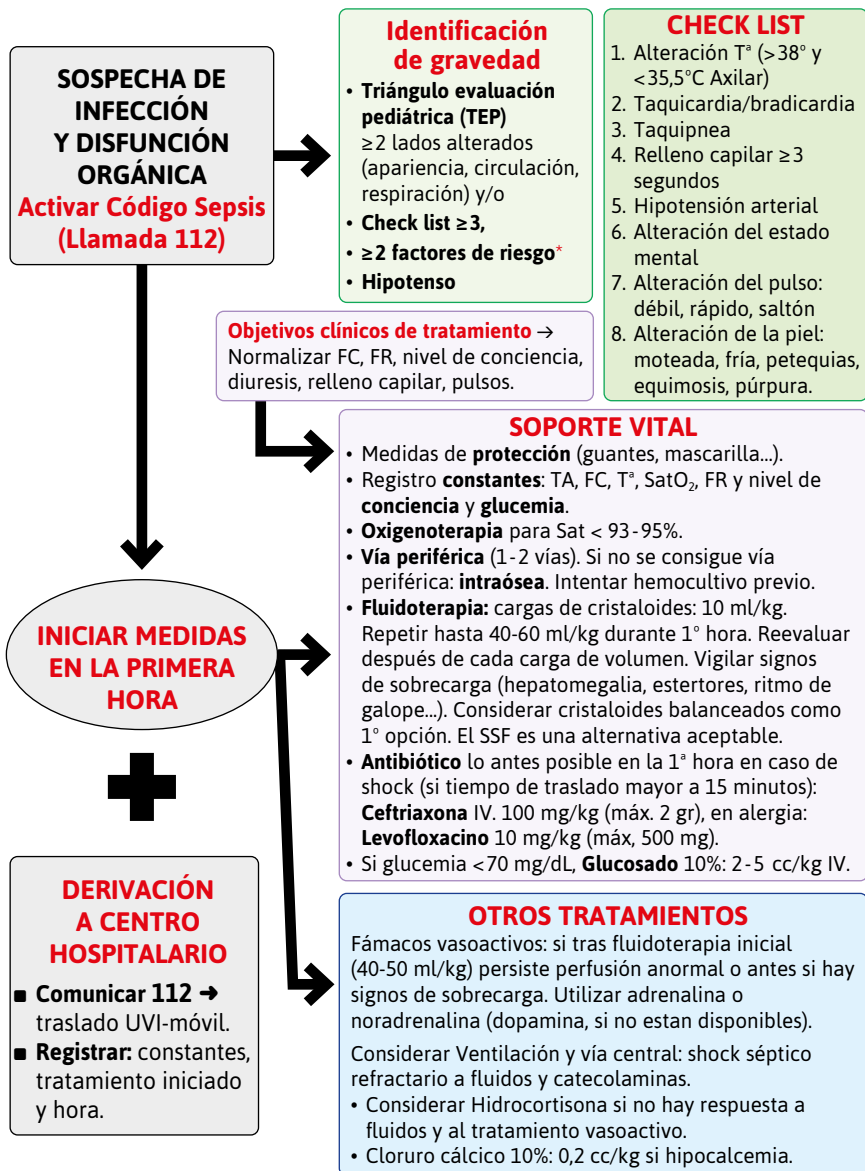 SOSPECHA DE
INFECCIÓN
Y DISFUNCIÓN
ORGÁNICA
Activar Código Sepsis
(Llamada 112)
Identificación
de gravedad
• Triángulo evaluación
pediátrica (TEP)
≥2 lados alterados
(apariencia, circulación,
respiración) y/o
• Check list ≥3,
• ≥2 factores de riesgo*
• Hipotenso
CHECK LIST
1. Alteración Tª (>38° y
<35,5°C Axilar)
2. Taquicardia/bradicardia
3. Taquipnea
4. Relleno capilar ≥3
segundos
5. Hipotensión arterial
6. Alteración del estado
mental
7. Alteración del pulso:
débil, rápido, saltón
8. Alteración de la piel:
moteada, fría, petequias,
equimosis, púrpura.
Objetivos clínicos de tratamiento →
Normalizar FC, FR, nivel de conciencia,
diuresis, relleno capilar, pulsos.
SOPORTE VITAL
• Medidas de protección (guantes, mascarilla...).
• Registro constantes: TA, FC, Tª, SatO₂, FR y nivel de
conciencia y glucemia.
• Oxigenoterapia para Sat < 93-95%.
• Vía periférica (1-2 vías). Si no se consigue vía
periférica: intraósea. Intentar hemocultivo previo.
• Fluidoterapia: cargas de cristaloides: 10 ml/kg.
Repetir hasta 40-60 ml/kg durante 1° hora. Reevaluar
después de cada carga de volumen. Vigilar signos
de sobrecarga (hepatomegalia, estertores, ritmo de
galope...). Considerar cristaloides balanceados como
1° opción. El SSF es una alternativa aceptable.
• Antibiótico lo antes posible en la 1ª hora en caso de
shock (si tiempo de traslado mayor a 15 minutos):
Ceftriaxona IV. 100 mg/kg (máx. 2 gr), en alergia:
Levofloxacino 10 mg/kg (máx, 500 mg).
• Si glucemia <70 mg/dL, Glucosado 10%: 2-5 cc/kg IV.
INICIAR MEDIDAS
EN LA PRIMERA
HORA
DERIVACIÓN
A CENTRO
HOSPITALARIO
■ Comunicar 112 ➜
traslado UVI-móvil.
■ Registrar: constantes,
tratamiento iniciado
y hora.
OTROS TRATAMIENTOS
Fámacos vasoactivos: si tras fluidoterapia inicial
(40-50 ml/kg) persiste perfusión anormal o antes si hay
signos de sobrecarga. Utilizar adrenalina o
noradrenalina (dopamina, si no estan disponibles).
Considerar Ventilación y vía central: shock séptico
refractario a fluidos y catecolaminas.
• Considerar Hidrocortisona si no hay respuesta a
fluidos y al tratamiento vasoactivo.
• Cloruro cálcico 10%: 0,2 cc/kg si hipocalcemia.